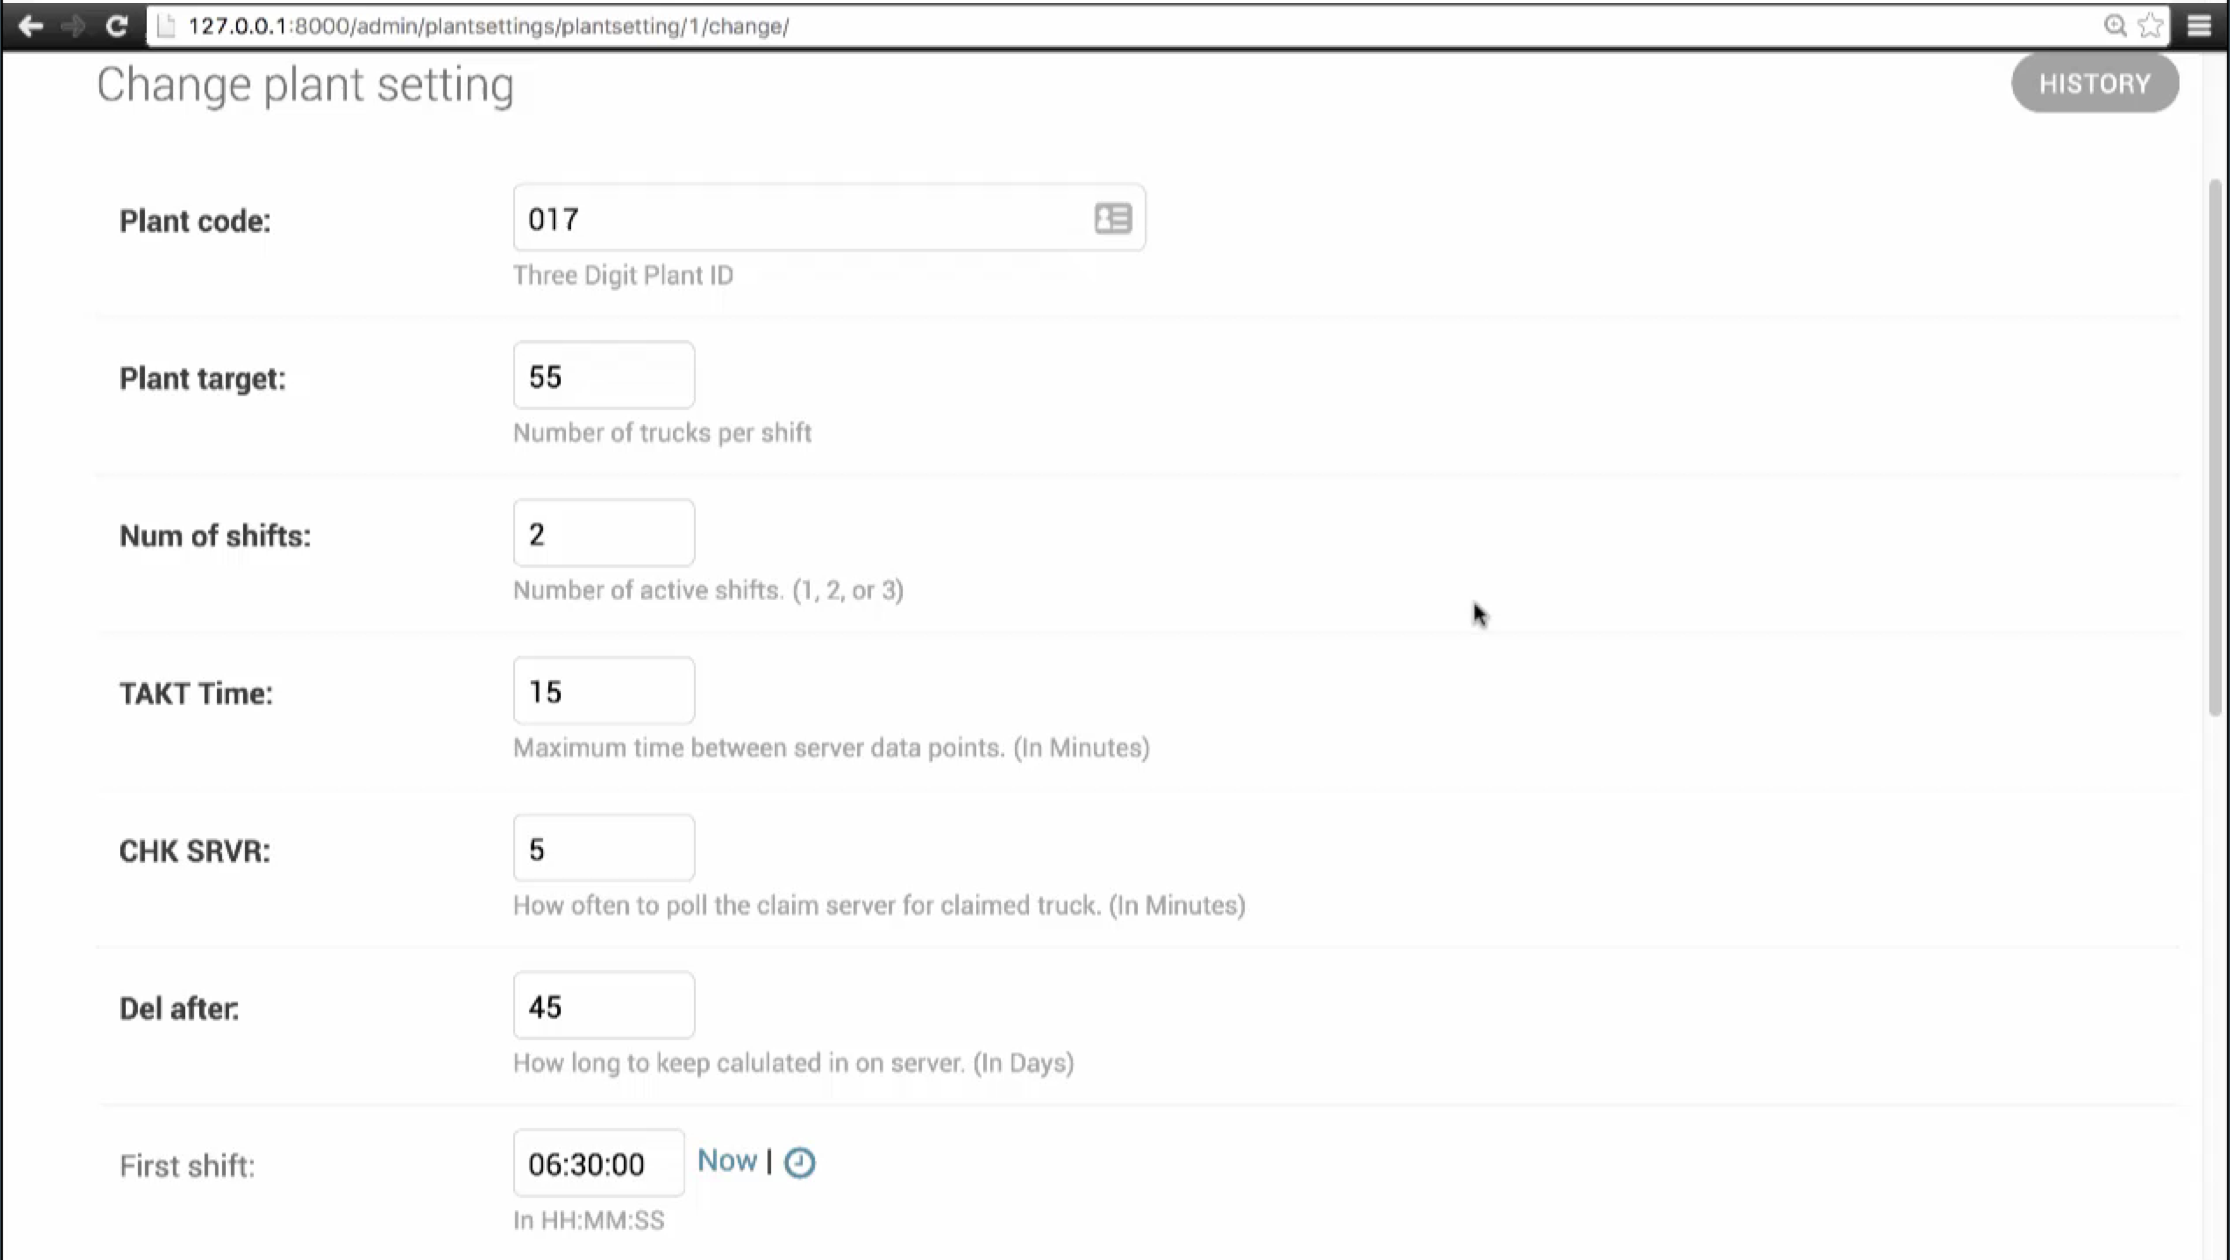 127.0.0.1:8000/admin/plantsettings/plantsetting/1/change/
Change plant setting
HISTORY
Plant code:
017
Three Digit Plant ID
Plant target:
55
Number of trucks per shift
Num of shifts:
2
Number of active shifts. (1, 2, or 3)
TAKT Time:
15
Maximum time between server data points. (In Minutes)
CHK SRVR:
5
How often to poll the claim server for claimed truck. (In Minutes)
Del after:
45
How long to keep calulated in on server. (In Days)
First shift:
06:30:00
Now |
In HH:MM:SS